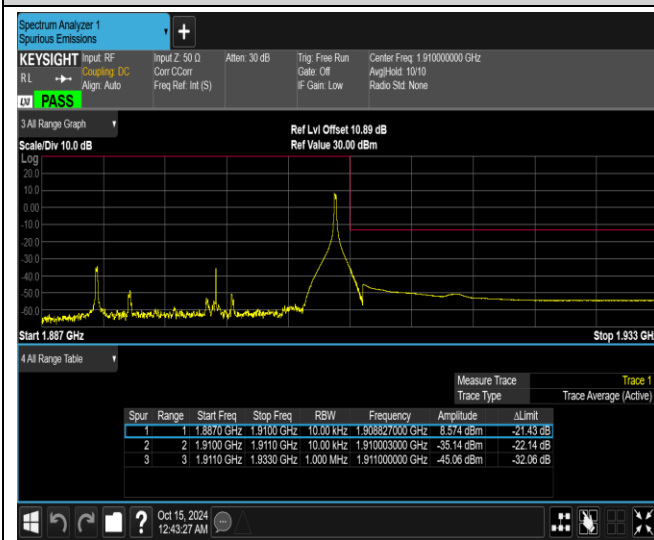 Spectrum Analyzer 1
Spurious Emissions
+
KEYSIGHT Input: RF Input Z: 50 Ω Atten: 30 dB Trig: Free Run Center Freq: 1.910000000 GHz
RL Coupling: DC Corr CCorr Gate: Off Avg|Hold: 10/10
Align: Auto Freq Ref: Int (S) IF Gain: Low Radio Std: None
LXI PASS
3 All Range Graph
Ref Lvl Offset 10.89 dB
Scale/Div 10.0 dB Ref Value 30.00 dBm
Log
20.0
10.0
0.00
-10.0
-20.0
-30.0
-40.0
-50.0
-60.0
Start 1.887 GHz Stop 1.933 GH
4 All Range Table
Measure Trace Trace 1
Trace Type Trace Average (Active)
Spur Range Start Freq Stop Freq RBW Frequency Amplitude ΔLimit
1 1 1.8870 GHz 1.9100 GHz 10.00 kHz 1.908827000 GHz 8.574 dBm -21.43 dB
2 2 1.9100 GHz 1.9110 GHz 10.00 kHz 1.910003000 GHz -35.14 dBm -22.14 dB
3 3 1.9110 GHz 1.9330 GHz 1.000 MHz 1.911000000 GHz -45.06 dBm -32.06 dB
? Oct 15, 2024
12:43:27 AM